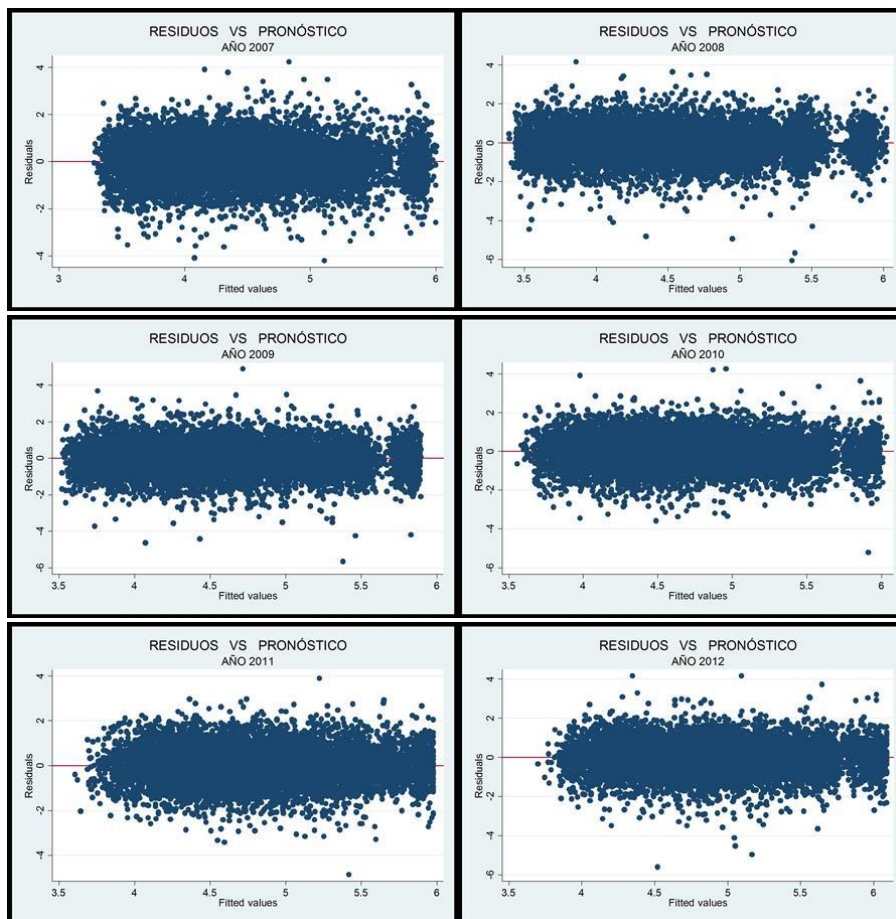 RESIDUOS VS PRONÓSTICO
AÑO 2007
Residuals
4
2
0
-2
-4
3
4
5
6
Fitted values
RESIDUOS VS PRONÓSTICO
AÑO 2008
Residuals
4
2
0
-2
-4
-6
3.5
4
4.5
5
5.5
6
Fitted values
RESIDUOS VS PRONÓSTICO
AÑO 2009
Residuals
4
2
0
-2
-4
-6
3.5
4
4.5
5
5.5
6
Fitted values
RESIDUOS VS PRONÓSTICO
AÑO 2010
Residuals
4
2
0
-2
-4
-6
3.5
4
4.5
5
5.5
6
Fitted values
RESIDUOS VS PRONÓSTICO
AÑO 2011
Residuals
4
2
0
-2
-4
3.5
4
4.5
5
5.5
6
Fitted values
RESIDUOS VS PRONÓSTICO
AÑO 2012
Residuals
4
2
0
-2
-4
-6
3.5
4
4.5
5
5.5
6
Fitted values